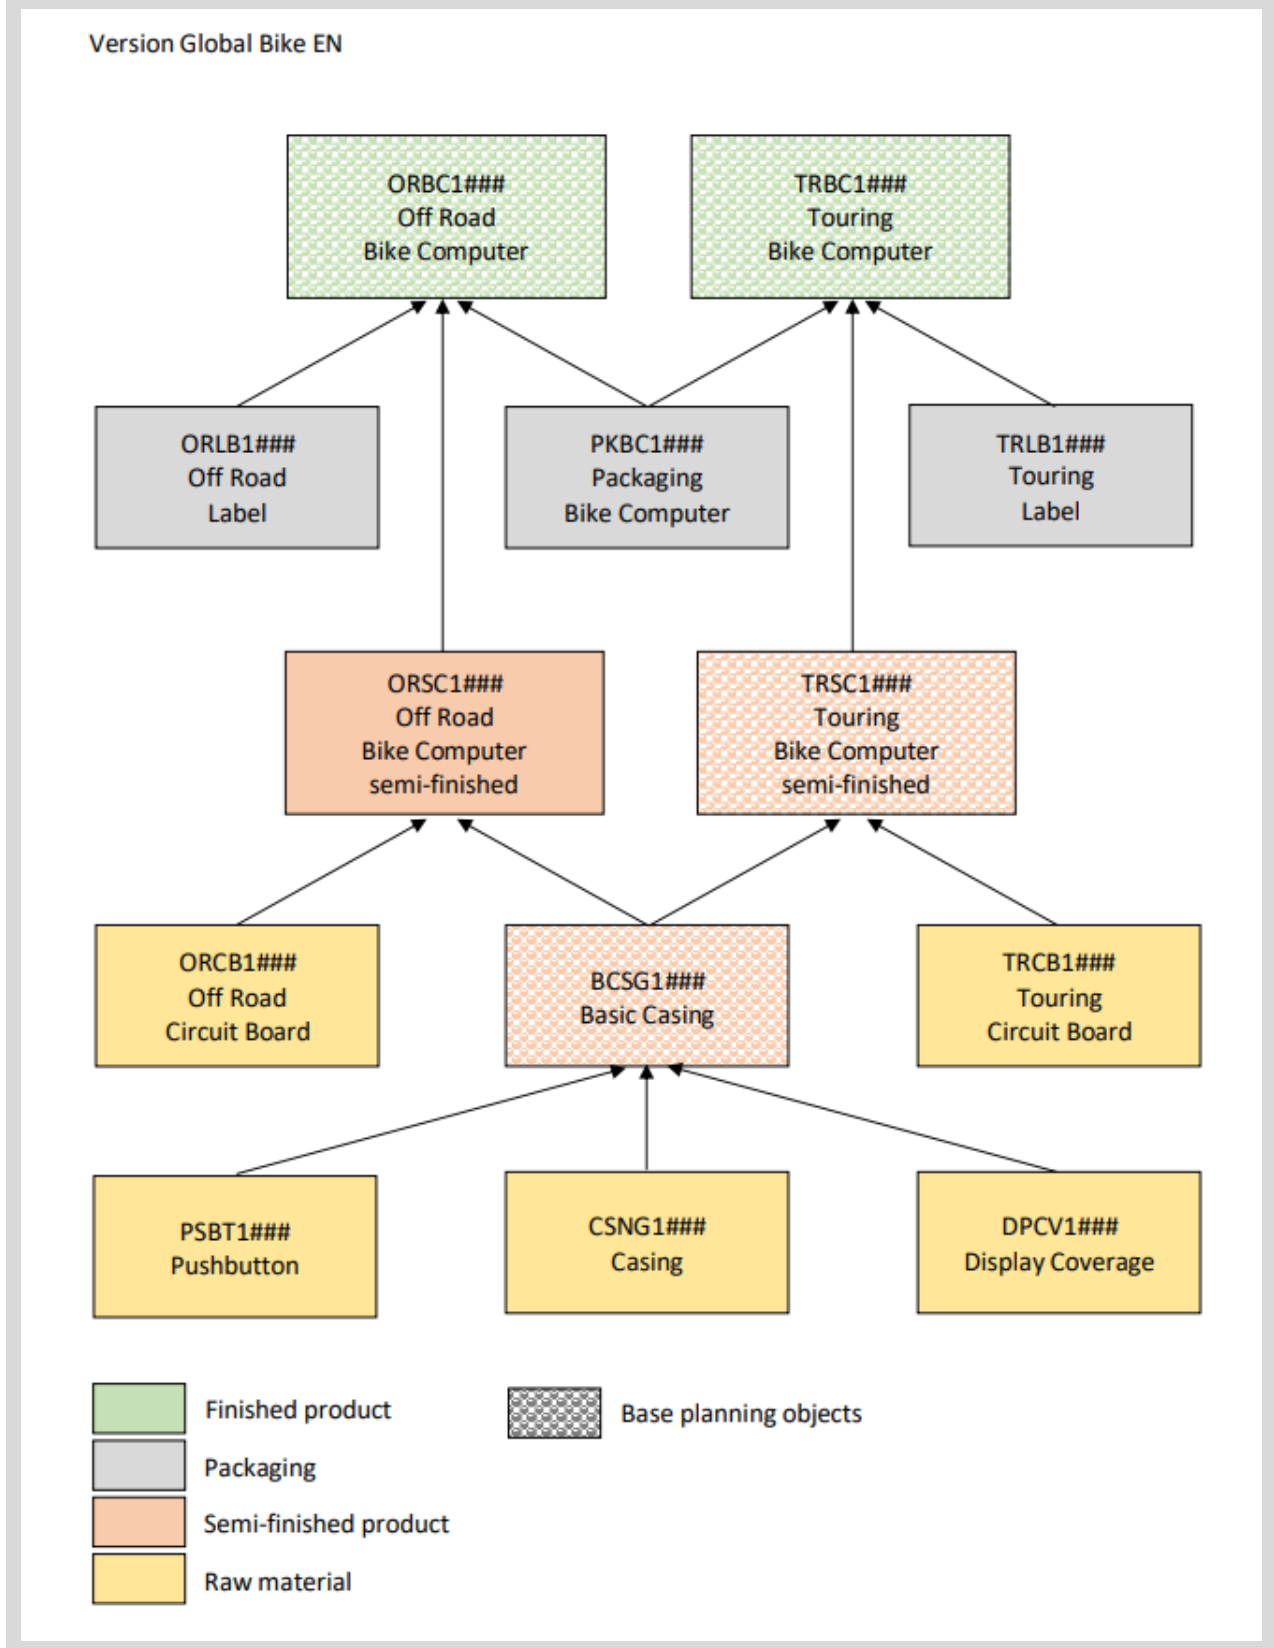 Version Global Bike EN
ORBC1###
Off Road
Bike Computer
TRBC1###
Touring
Bike Computer
ORLB1###
Off Road
Label
PKBC1###
Packaging
Bike Computer
TRLB1###
Touring
Label
ORSC1###
Off Road
Bike Computer
semi-finished
TRSC1###
Touring
Bike Computer
semi-finished
ORCB1###
Off Road
Circuit Board
BCSG1###
Basic Casing
TRCB1###
Touring
Circuit Board
PSBT1###
Pushbutton
CSNG1###
Casing
DPCV1###
Display Coverage
Finished product
Base planning objects
Packaging
Semi-finished product
Raw material